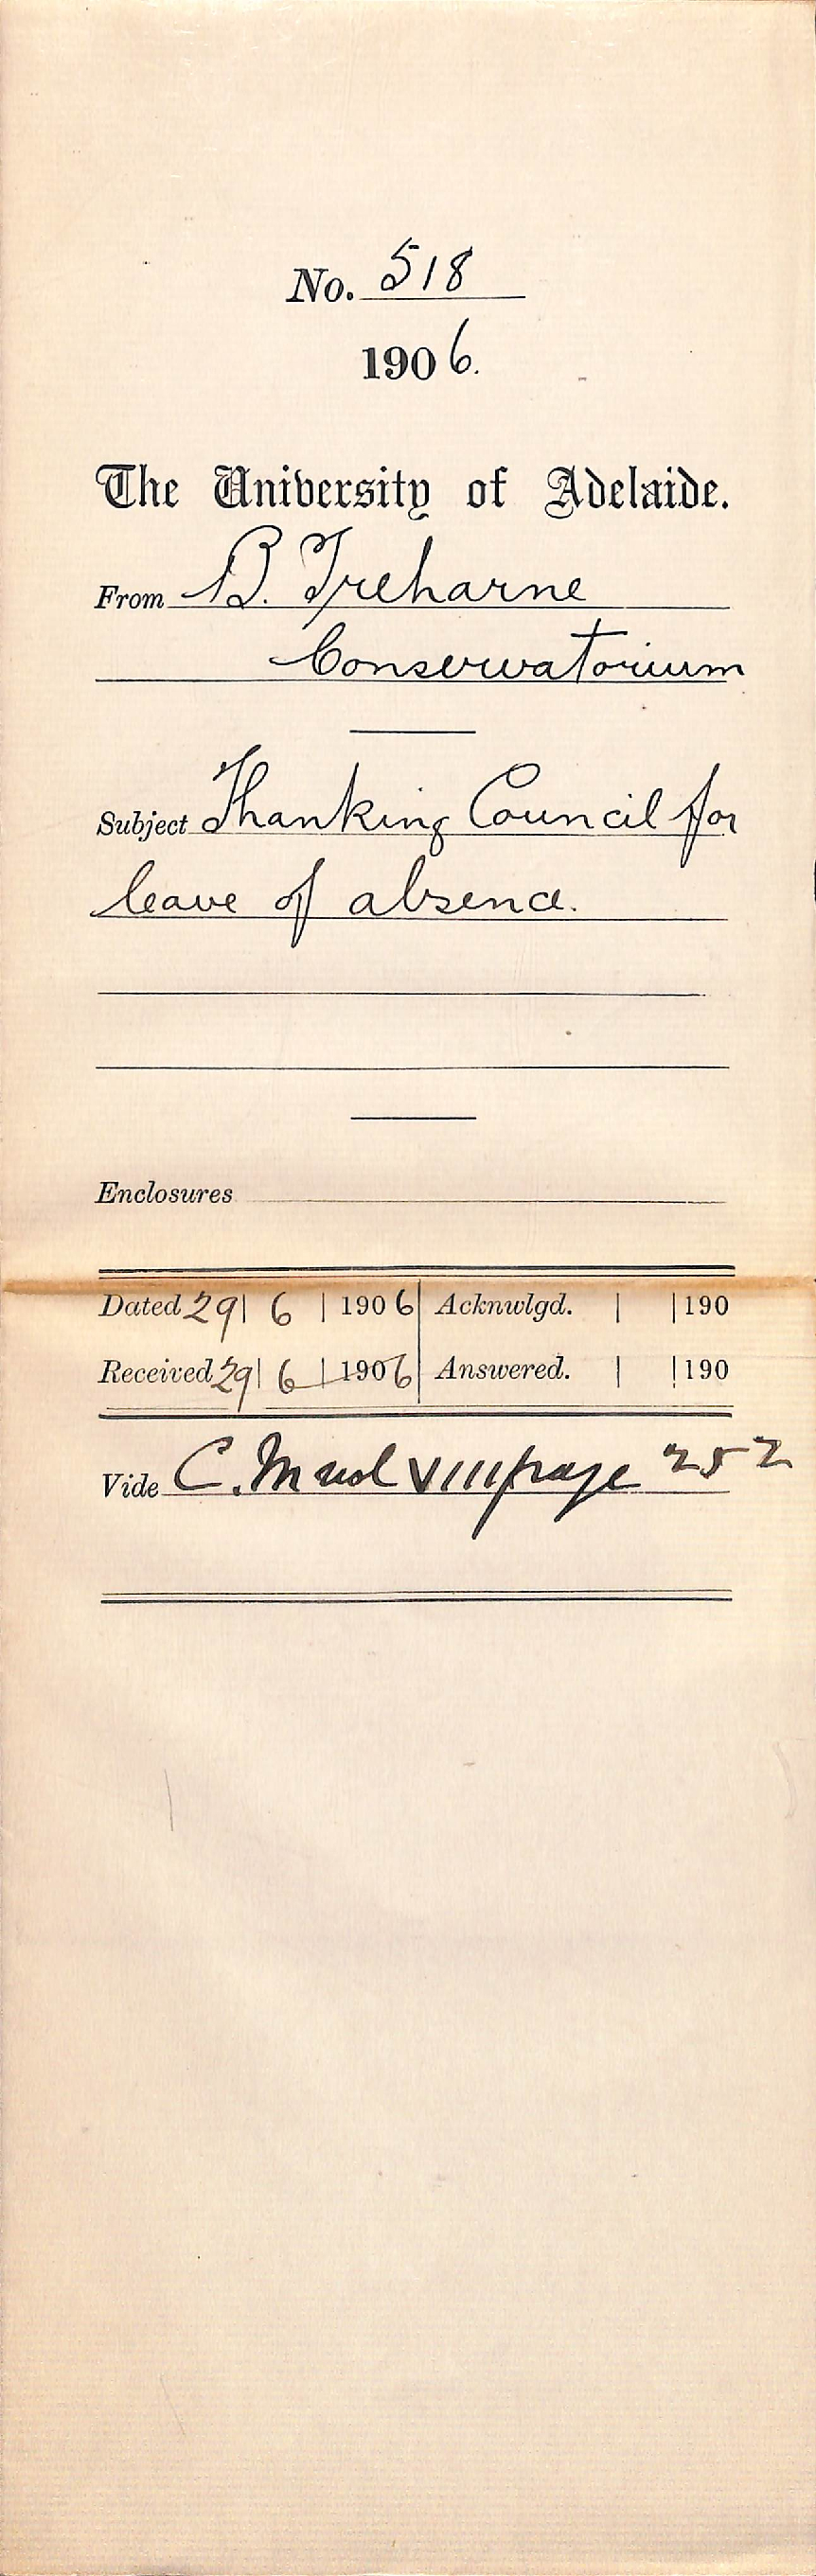 No. 518
1906.
The University of Adelaide.
From B. Treharne
Conservatorium
Subject Thanking Council for
leave of absence.
Enclosures
Dated 29 | 6 | 1906 | Acknwlgd. | | 190
Received 29 | 6 | 1906 | Answered. | | 190
Vide C.M vol VIII page 252